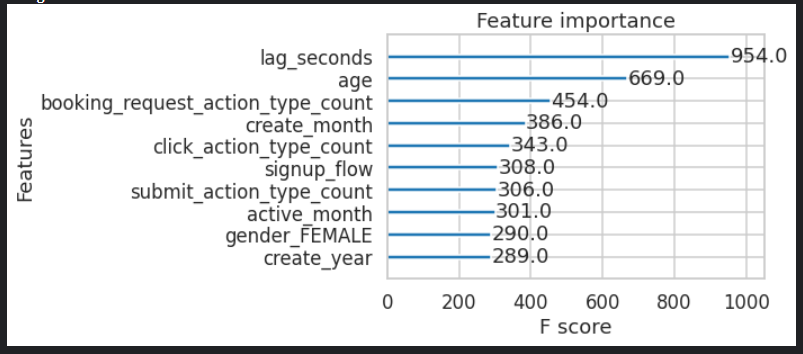 Feature importance
Features
lag_seconds 954.0
age 669.0
booking_request_action_type_count 454.0
create_month 386.0
click_action_type_count 343.0
signup_flow 308.0
submit_action_type_count 306.0
active_month 301.0
gender_FEMALE 290.0
create_year 289.0
0 200 400 600 800 1000
F score